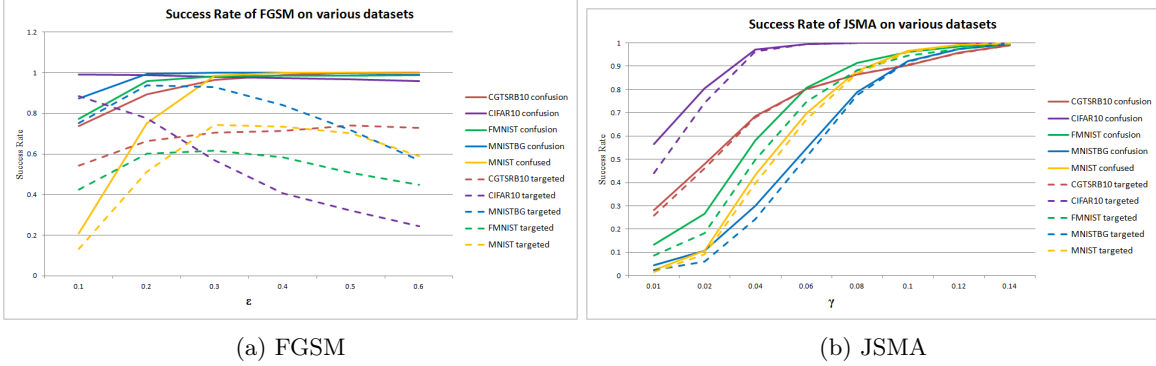 Success Rate of FGSM on various datasets
1.2
1
0.8
0.6
0.4
0.2
0
Success Rate
0.1 0.2 0.3 0.4 0.5 0.6
ε
CGTSRB10 confusion
CIFAR10 confusion
FMNIST confusion
MNISTBG confusion
MNIST confused
CGTSRB10 targeted
CIFAR10 targeted
MNISTBG targeted
FMNIST targeted
MNIST targeted
(a) FGSM
Success Rate of JSMA on various datasets
1
0.9
0.8
0.7
0.6
0.5
0.4
0.3
0.2
0.1
0
Success Rate
0.01 0.02 0.04 0.06 0.08 0.1 0.12 0.14
γ
CGTSRB10 confusion
CIFAR10 confusion
FMNIST confusion
MNISTBG confusion
MNIST confused
CGTSRB10 targeted
CIFAR10 targeted
FMNIST targeted
MNISTBG targeted
MNIST targeted
(b) JSMA